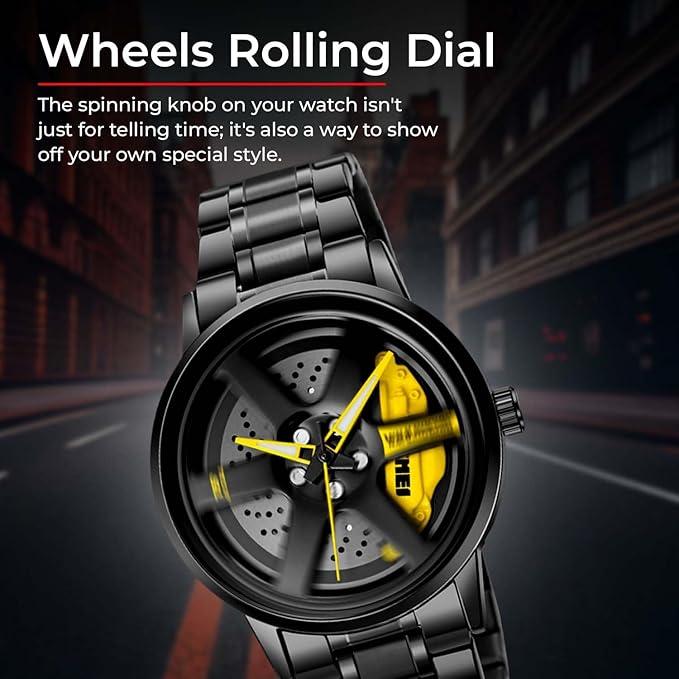 Wheels Rolling Dial
The spinning knob on your watch isn't
just for telling time; it's also a way to show
off your own special style.